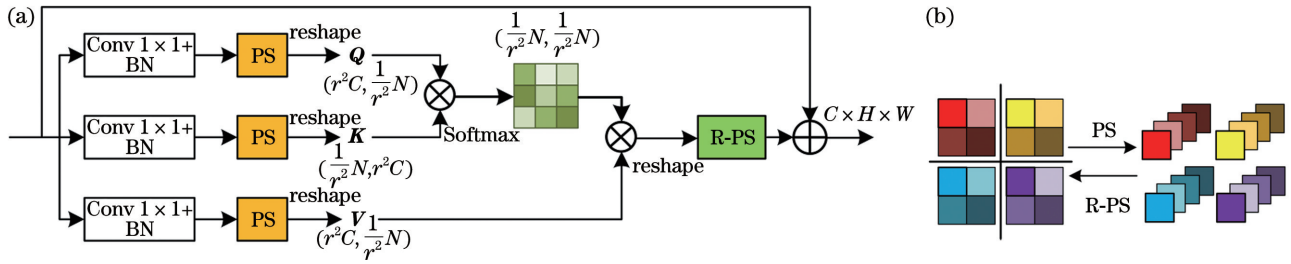 (a)
Conv 1 × 1+
BN
PS
reshape
Q
(r²C, 1/r² N)
Conv 1 × 1+
BN
PS
reshape
K
(1/r² N, r²C)
Conv 1 × 1+
BN
PS
reshape
V
(r²C, 1/r² N)
Softmax
(1/r² N, 1/r² N)
reshape
R-PS
C × H × W
(b)
PS
R-PS